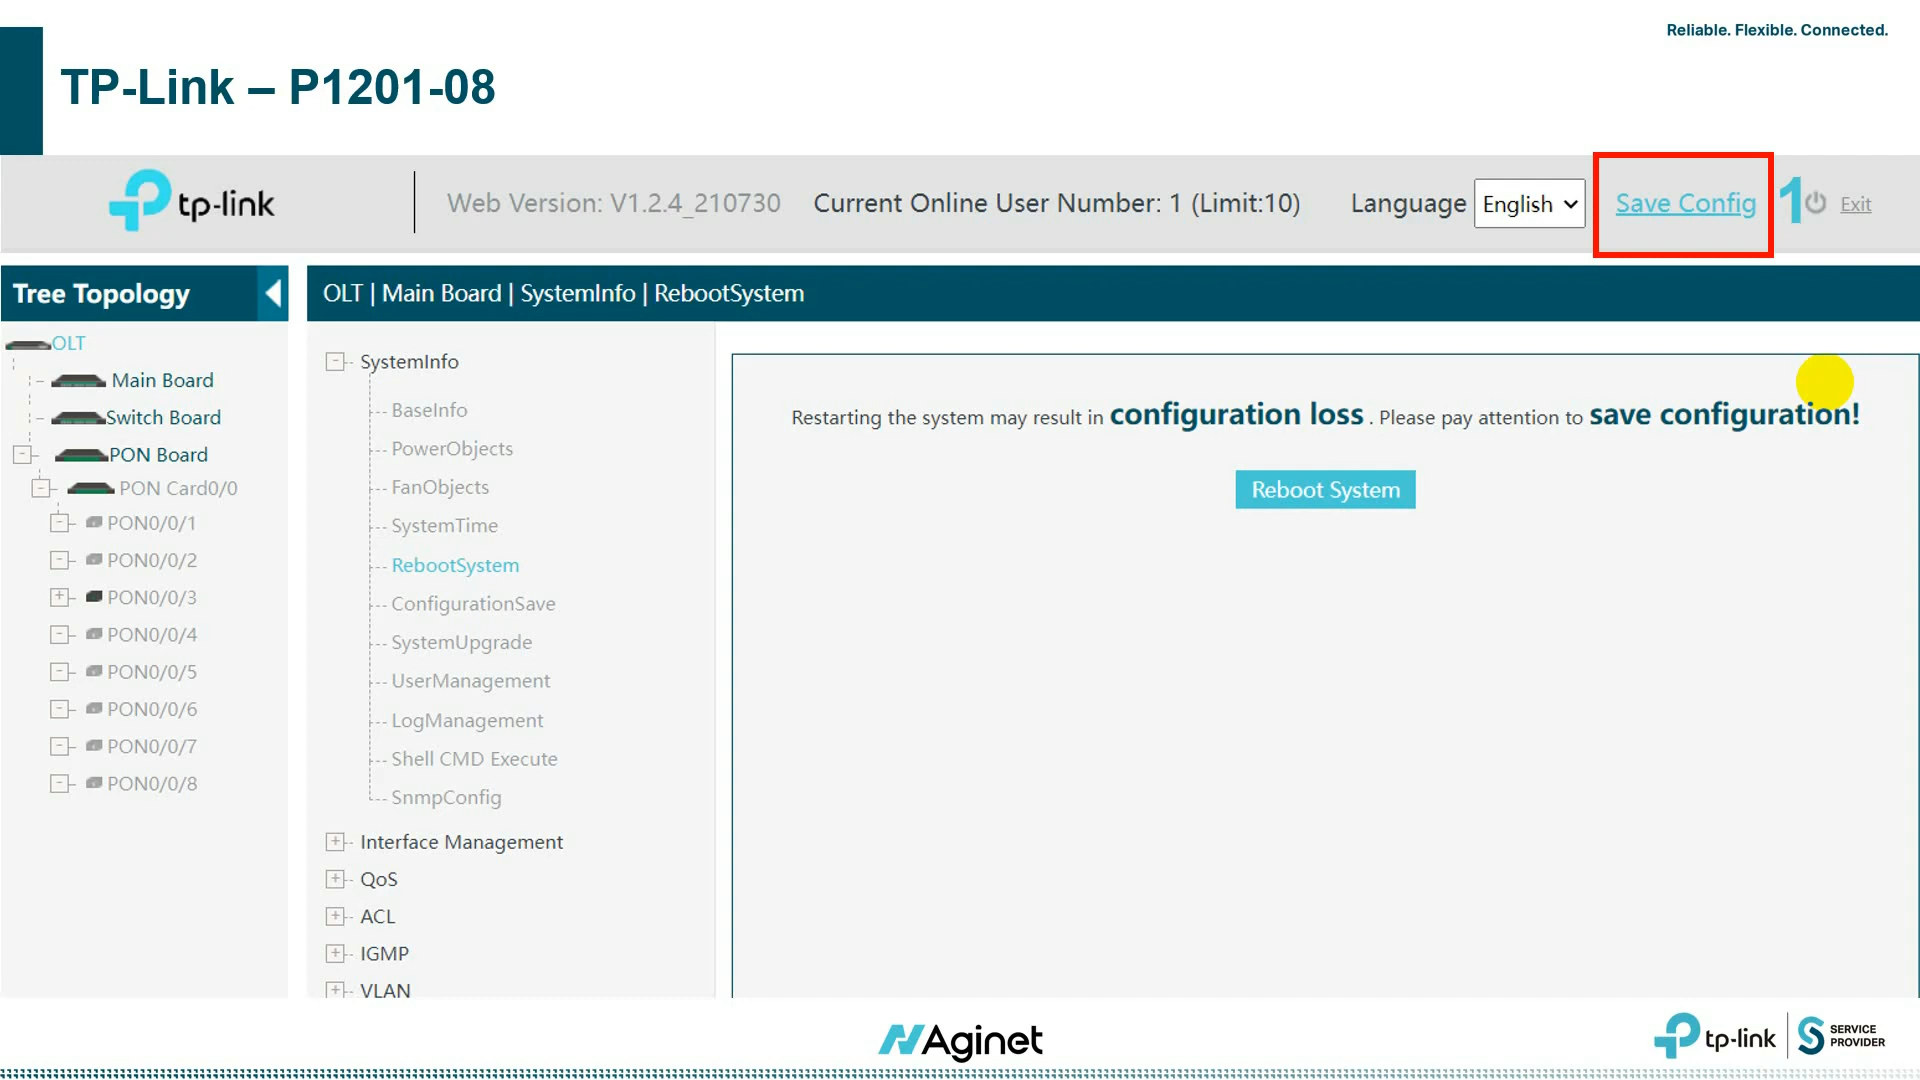 Reliable. Flexible. Connected.
TP-Link – P1201-08
tp-link
Web Version: V1.2.4_210730
Current Online User Number: 1 (Limit:10)
Language
English
Save Config
1
Exit
Tree Topology
OLT | Main Board | SystemInfo | RebootSystem
OLT
Main Board
Switch Board
PON Board
PON Card0/0
PON0/0/1
PON0/0/2
PON0/0/3
PON0/0/4
PON0/0/5
PON0/0/6
PON0/0/7
PON0/0/8
SystemInfo
BaseInfo
PowerObjects
FanObjects
SystemTime
RebootSystem
ConfigurationSave
SystemUpgrade
UserManagement
LogManagement
Shell CMD Execute
SnmpConfig
Interface Management
QoS
ACL
IGMP
VLAN
Restarting the system may result in configuration loss . Please pay attention to save configuration!
Reboot System
Aginet
tp-link
SERVICE
PROVIDER